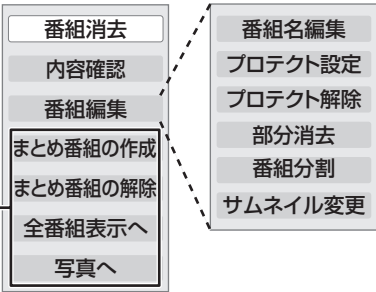 番組消去
内容確認
番組編集
まとめ番組の作成
まとめ番組の解除
全番組表示へ
写真へ
番組名編集
プロテクト設定
プロテクト解除
部分消去
番組分割
サムネイル変更